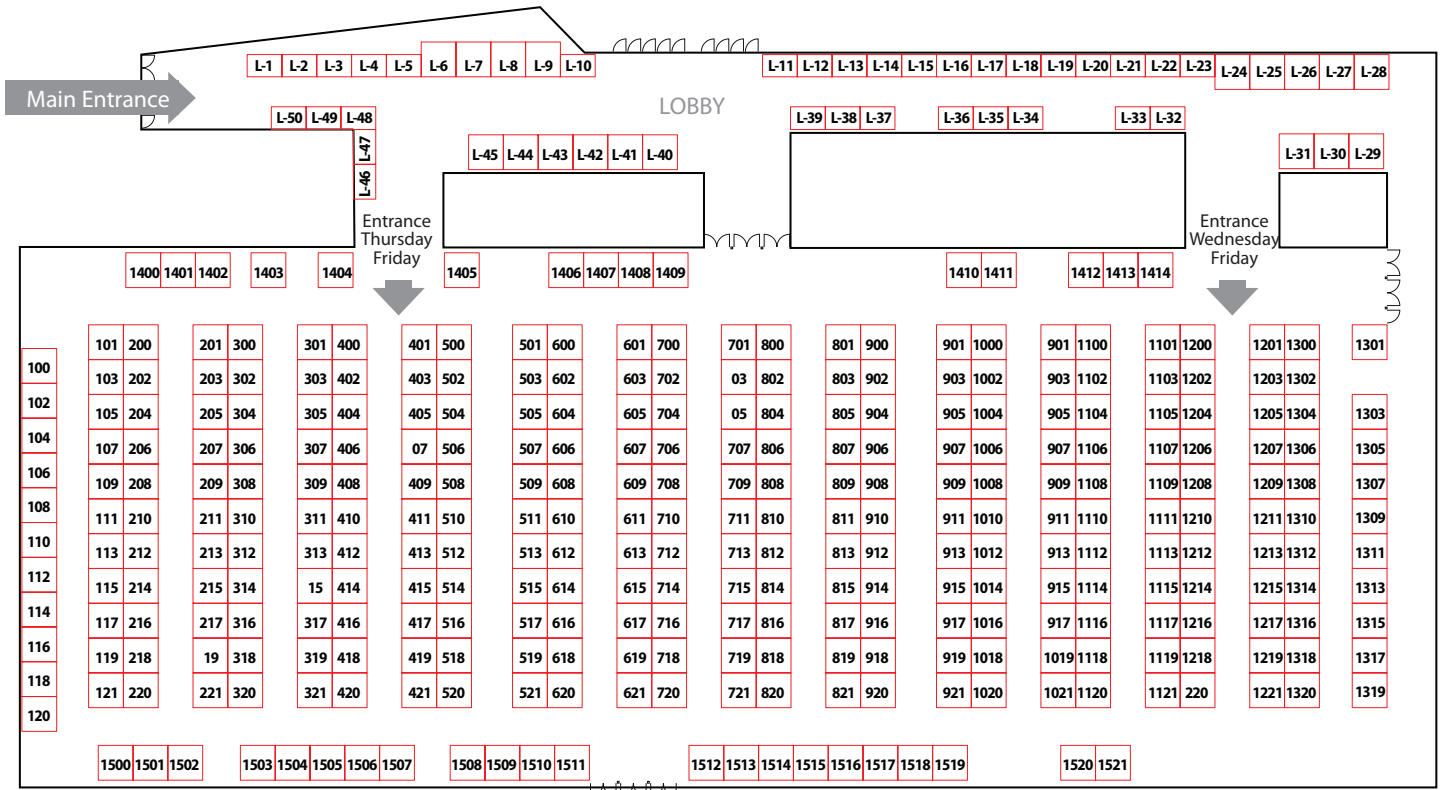 L-1 L-2 L-3 L-4 L-5 L-6 L-7 L-8 L-9 L-10 L-11 L-12 L-13 L-14 L-15 L-16 L-17 L-18 L-19 L-20 L-21 L-22 L-23 L-24 L-25 L-26 L-27 L-28
Main Entrance
LOBBY
L-50 L-49 L-48 L-39 L-38 L-37 L-36 L-35 L-34 L-33 L-32
L-47
L-46
L-45 L-44 L-43 L-42 L-41 L-40 L-31 L-30 L-29
Entrance
Thursday
Friday
Entrance
Wednesday
Friday
1400 1401 1402 1403 1404 1405 1406 1407 1408 1409 1410 1411 1412 1413 1414
101 200 201 300 301 400 401 500 501 600 601 700 701 800 801 900 901 1000 901 1100 1101 1200 1201 1300 1301
100
103 202 203 302 303 402 403 502 503 602 603 702 03 802 803 902 903 1002 903 1102 1103 1202 1203 1302
102
105 204 205 304 305 404 405 504 505 604 605 704 05 804 805 904 905 1004 905 1104 1105 1204 1205 1304 1303
104
107 206 207 306 307 406 07 506 507 606 607 706 707 806 807 906 907 1006 907 1106 1107 1206 1207 1306 1305
106
109 208 209 308 309 408 409 508 509 608 609 708 709 808 809 908 909 1008 909 1108 1109 1208 1209 1308 1307
108
111 210 211 310 311 410 411 510 511 610 611 710 711 810 811 910 911 1010 911 1110 1111 1210 1211 1310 1309
110
113 212 213 312 313 412 413 512 513 612 613 712 713 812 813 912 913 1012 913 1112 1113 1212 1213 1312 1311
112
115 214 215 314 15 414 415 514 515 614 615 714 715 814 815 914 915 1014 915 1114 1115 1214 1215 1314 1313
114
117 216 217 316 317 416 417 516 517 616 617 716 717 816 817 916 917 1016 917 1116 1117 1216 1217 1316 1315
116
119 218 19 318 319 418 419 518 519 618 619 718 719 818 819 918 919 1018 1019 1118 1119 1218 1219 1318 1317
118
121 220 221 320 321 420 421 520 521 620 621 720 721 820 821 920 921 1020 1021 1120 1121 220 1221 1320 1319
120
1500 1501 1502 1503 1504 1505 1506 1507 1508 1509 1510 1511 1512 1513 1514 1515 1516 1517 1518 1519 1520 1521